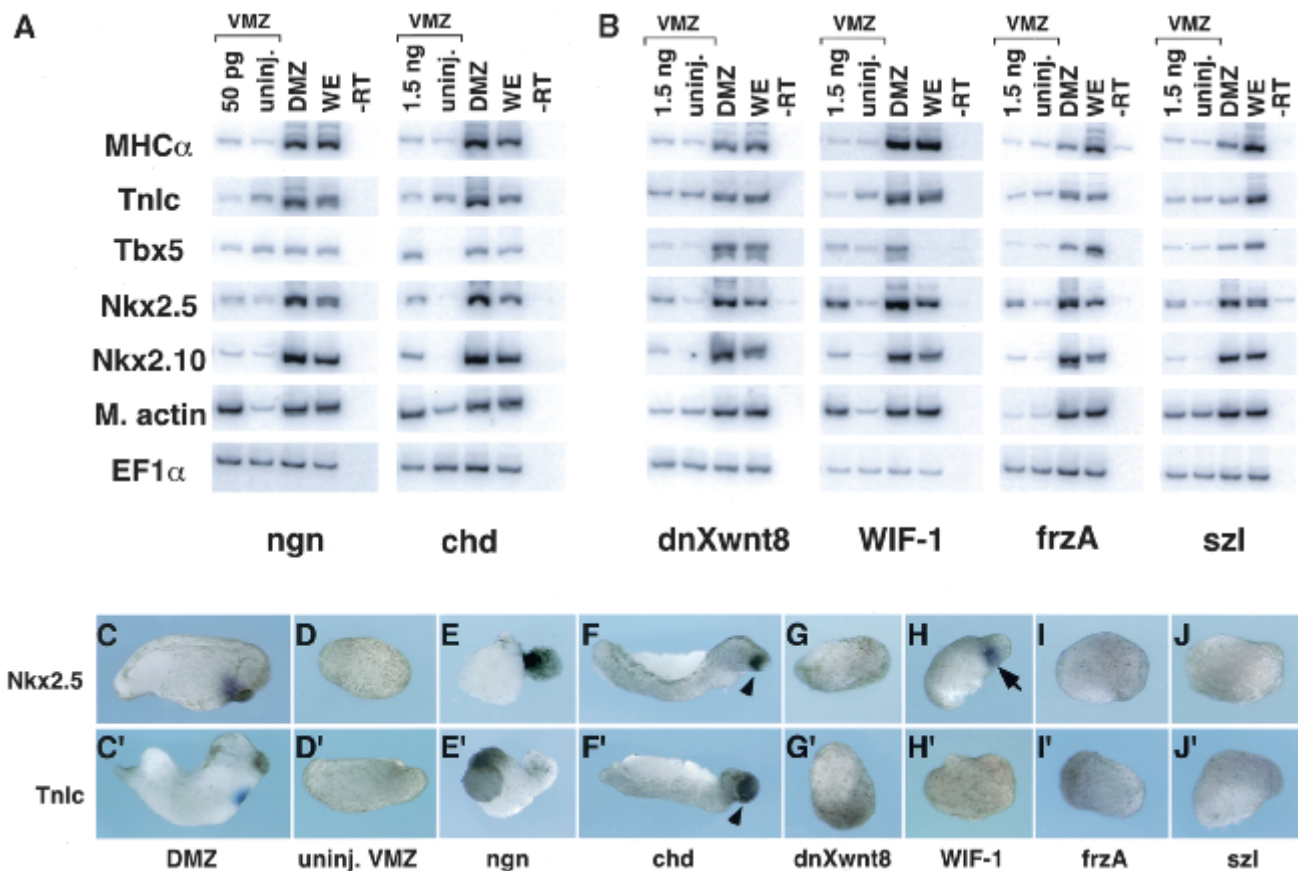 A
B
VMZ VMZ VMZ VMZ VMZ VMZ
50 pg uninj. DMZ WE -RT 1.5 ng uninj. DMZ WE -RT 1.5 ng uninj. DMZ WE -RT 1.5 ng uninj. DMZ WE -RT 1.5 ng uninj. DMZ WE -RT 1.5 ng uninj. DMZ WE -RT
MHCα
Tnlc
Tbx5
Nkx2.5
Nkx2.10
M. actin
EF1α
ngn chd dnXwnt8 WIF-1 frzA szl
C D E F G H I J
Nkx2.5
C' D' E' F' G' H' I' J'
Tnlc
DMZ uninj. VMZ ngn chd dnXwnt8 WIF-1 frzA szl